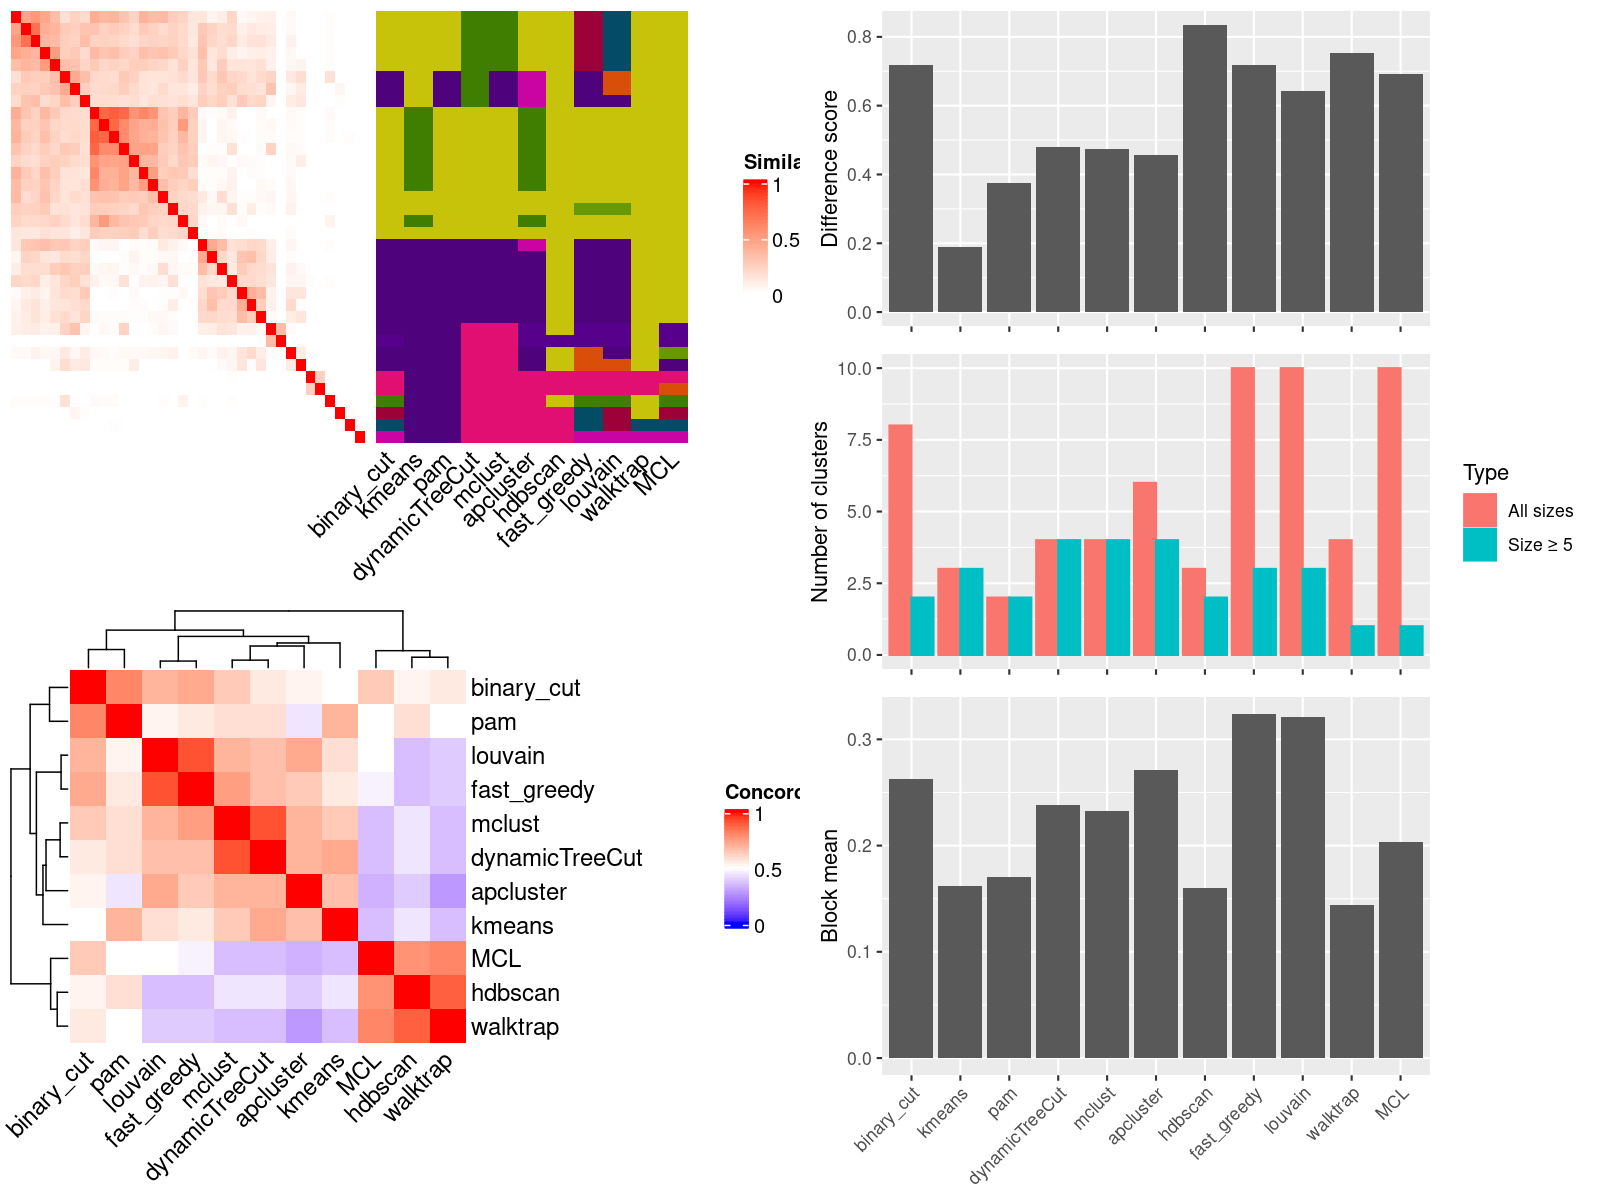 Simila
1
0.5
0
binary_cut
kmeans
pam
dynamicTreeCut
mclust
apcluster
hdbscan
fast_greedy
louvain
walktrap
MCL
binary_cut
pam
louvain
fast_greedy
mclust
dynamicTreeCut
apcluster
kmeans
MCL
hdbscan
walktrap
Concord
1
0.5
0
binary_cut
pam
louvain
fast_greedy
mclust
dynamicTreeCut
apcluster
kmeans
MCL
hdbscan
walktrap
Difference score
0.8
0.6
0.4
0.2
0.0
Number of clusters
10.0
7.5
5.0
2.5
0.0
Type
All sizes
Size ≥ 5
Block mean
0.3
0.2
0.1
0.0
binary_cut
kmeans
pam
dynamicTreeCut
mclust
apcluster
hdbscan
fast_greedy
louvain
walktrap
MCL